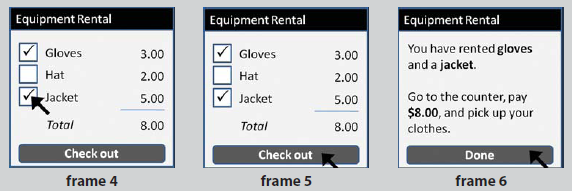 Equipment Rental
Gloves 3.00
Hat 2.00
Jacket 5.00
Total 8.00
Check out
frame 4
Equipment Rental
Gloves 3.00
Hat 2.00
Jacket 5.00
Total 8.00
Check out
frame 5
Equipment Rental
You have rented gloves
and a jacket.
Go to the counter, pay
$8.00, and pick up your
clothes.
Done
frame 6